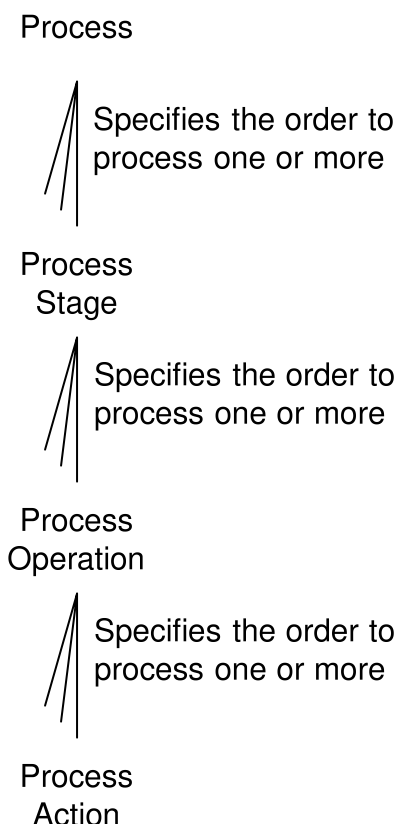 Process
Specifies the order to
process one or more
Process
Stage
Specifies the order to
process one or more
Process
Operation
Specifies the order to
process one or more
Process
Action